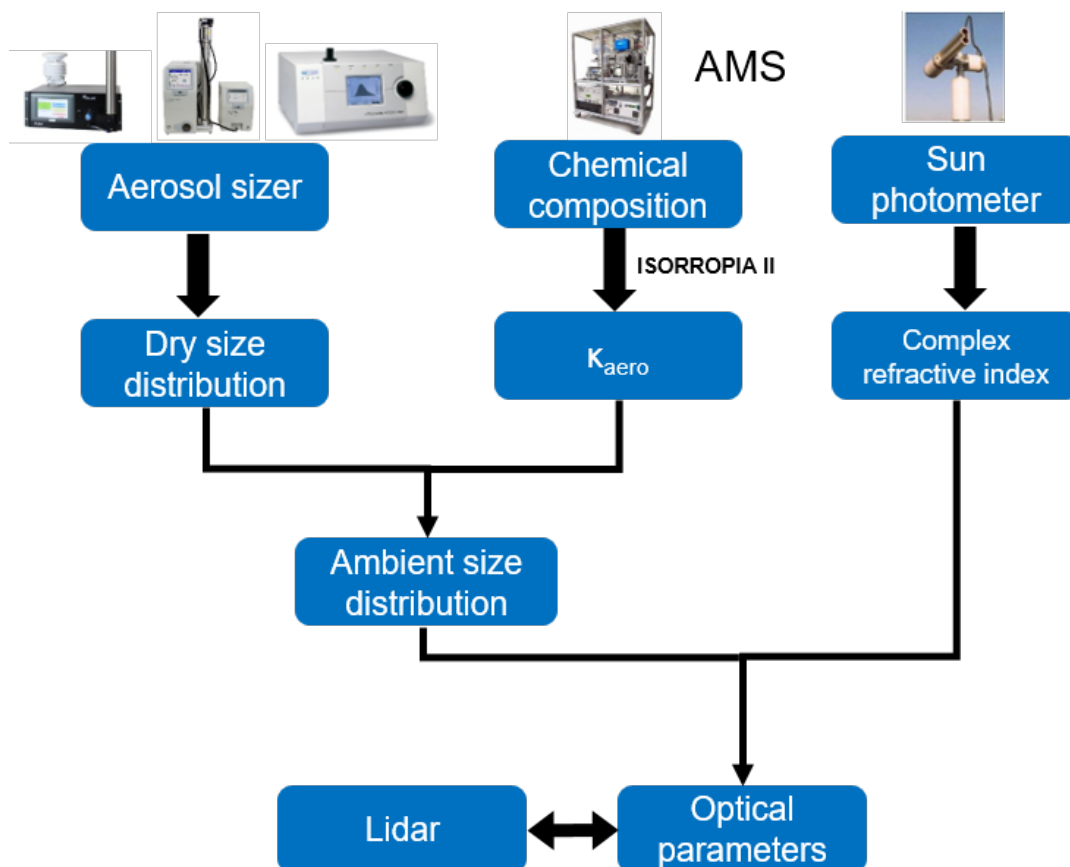 AMS
Aerosol sizer
Chemical
composition
Sun
photometer
ISORROPIA II
Dry size
distribution
κaero
Complex
refractive index
Ambient size
distribution
Lidar
Optical
parameters